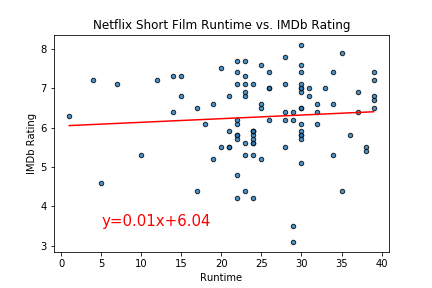 Netflix Short Film Runtime vs. IMDb Rating
8
7
6
5
4
3
IMDb Rating
y=0.01x+6.04
0 5 10 15 20 25 30 35 40
Runtime